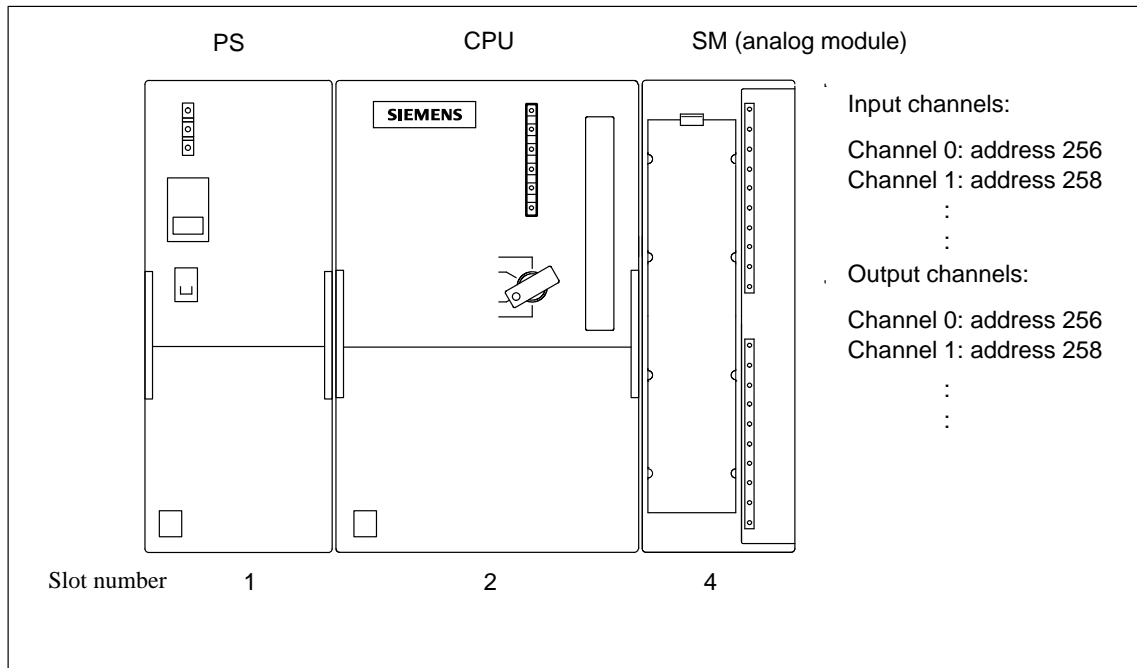 PS CPU SM (analog module)
SIEMENS
Input channels:
Channel 0: address 256
Channel 1: address 258
:
:
Output channels:
Channel 0: address 256
Channel 1: address 258
:
:
Slot number 1 2 4